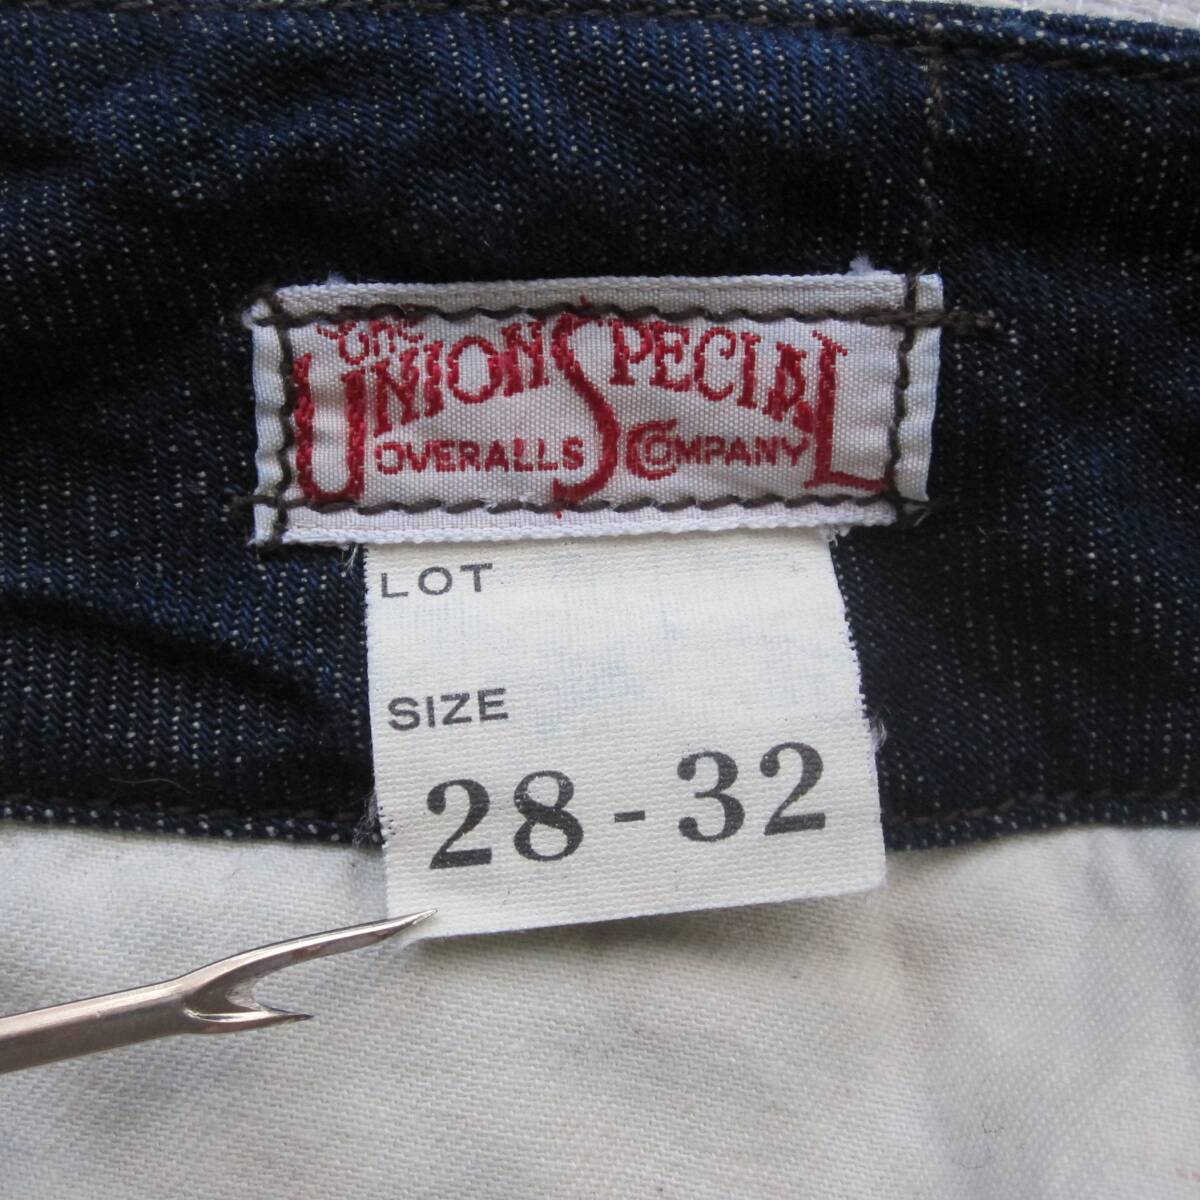 The
UNION SPECIAL
OVERALLS COMPANY
LOT
SIZE
28 - 32